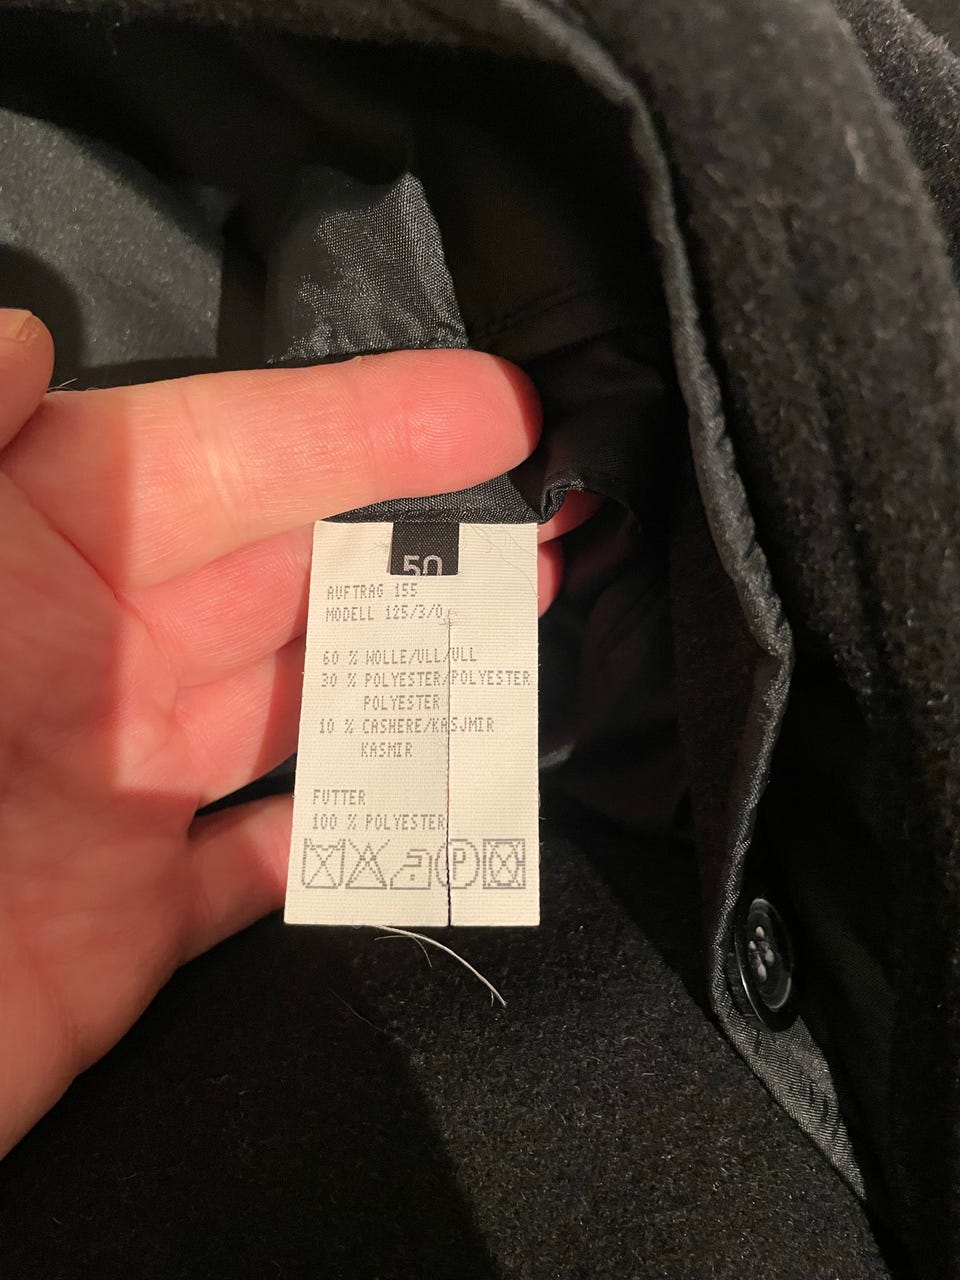 50
AUFTRAG 155
MODELL 125/3/0
60 % WOLLE/ULL/ULL
30 % POLYESTER/POLYESTER
POLYESTER
10 % CASHERE/KASJMIR
KASMIR
FUTTER
100 % POLYESTER
P